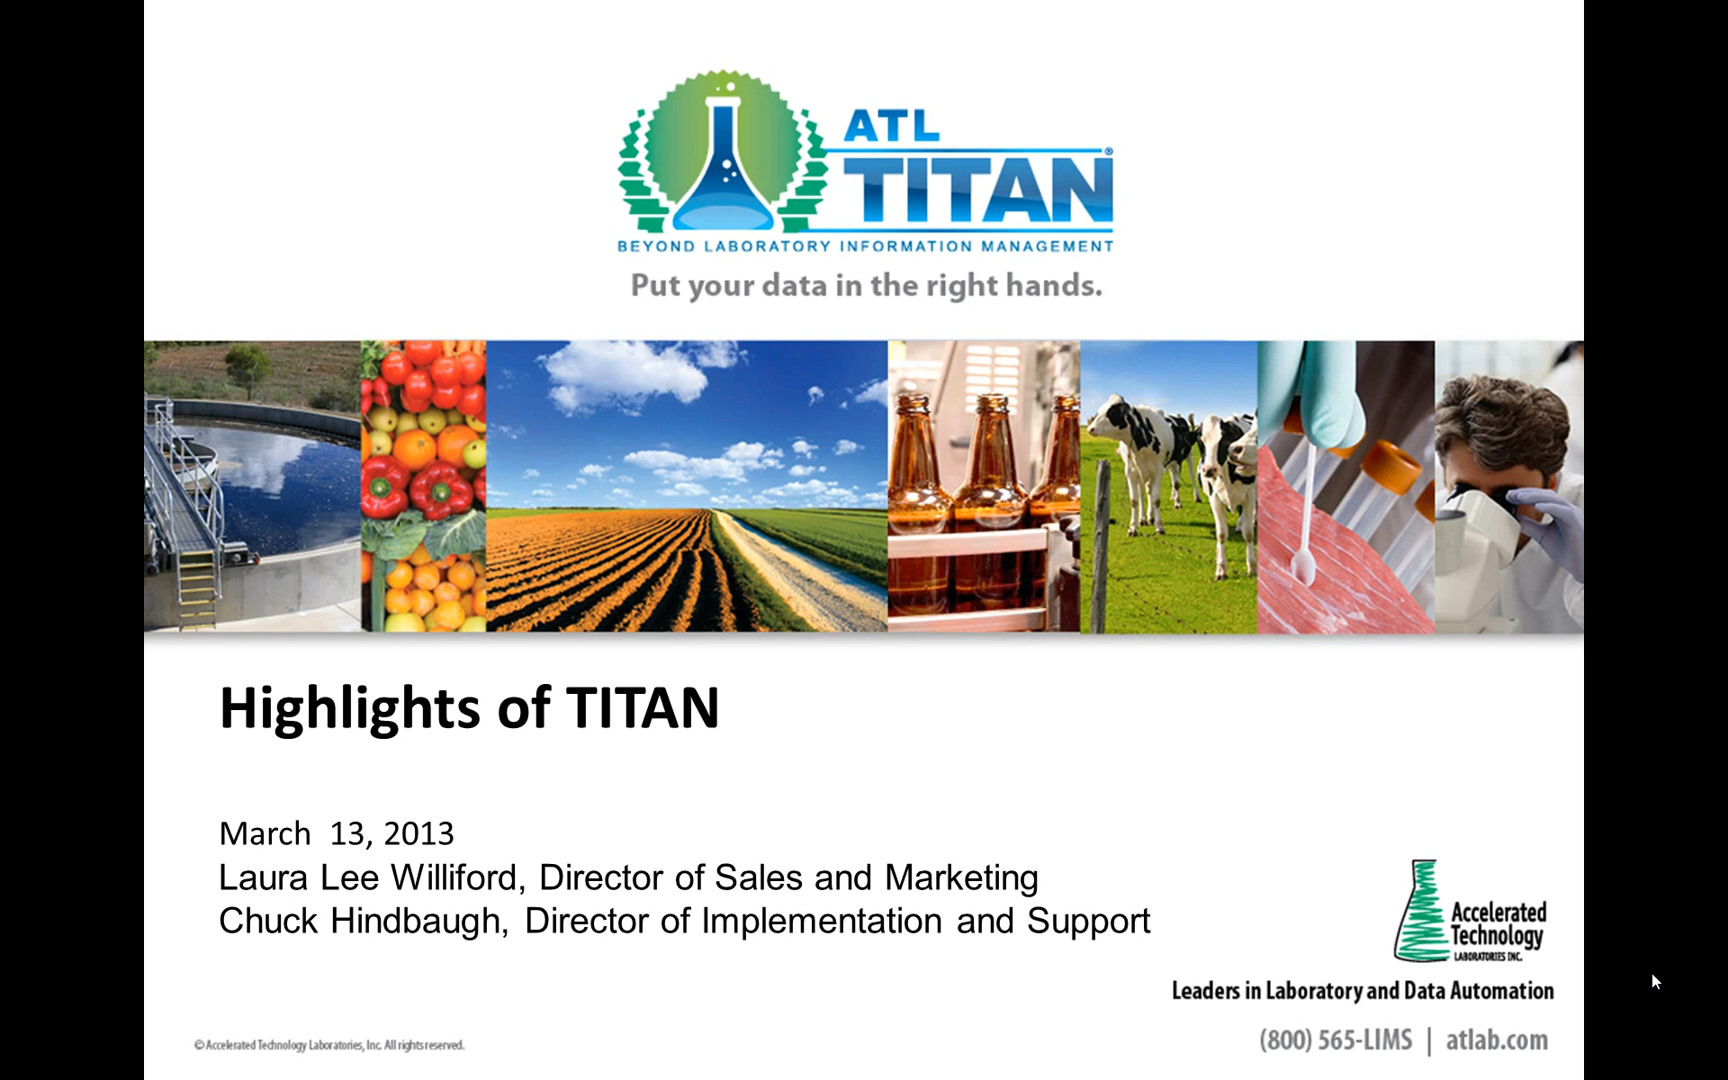 ATL
TITAN®
BEYOND LABORATORY INFORMATION MANAGEMENT
Put your data in the right hands.
Highlights of TITAN
March  13, 2013
Laura Lee Williford, Director of Sales and Marketing
Chuck Hindbaugh, Director of Implementation and Support
Accelerated
Technology
LABORATORIES INC.
Leaders in Laboratory and Data Automation
(800) 565-LIMS | atlab.com
© Accelerated Technology Laboratories, Inc. All rights reserved.